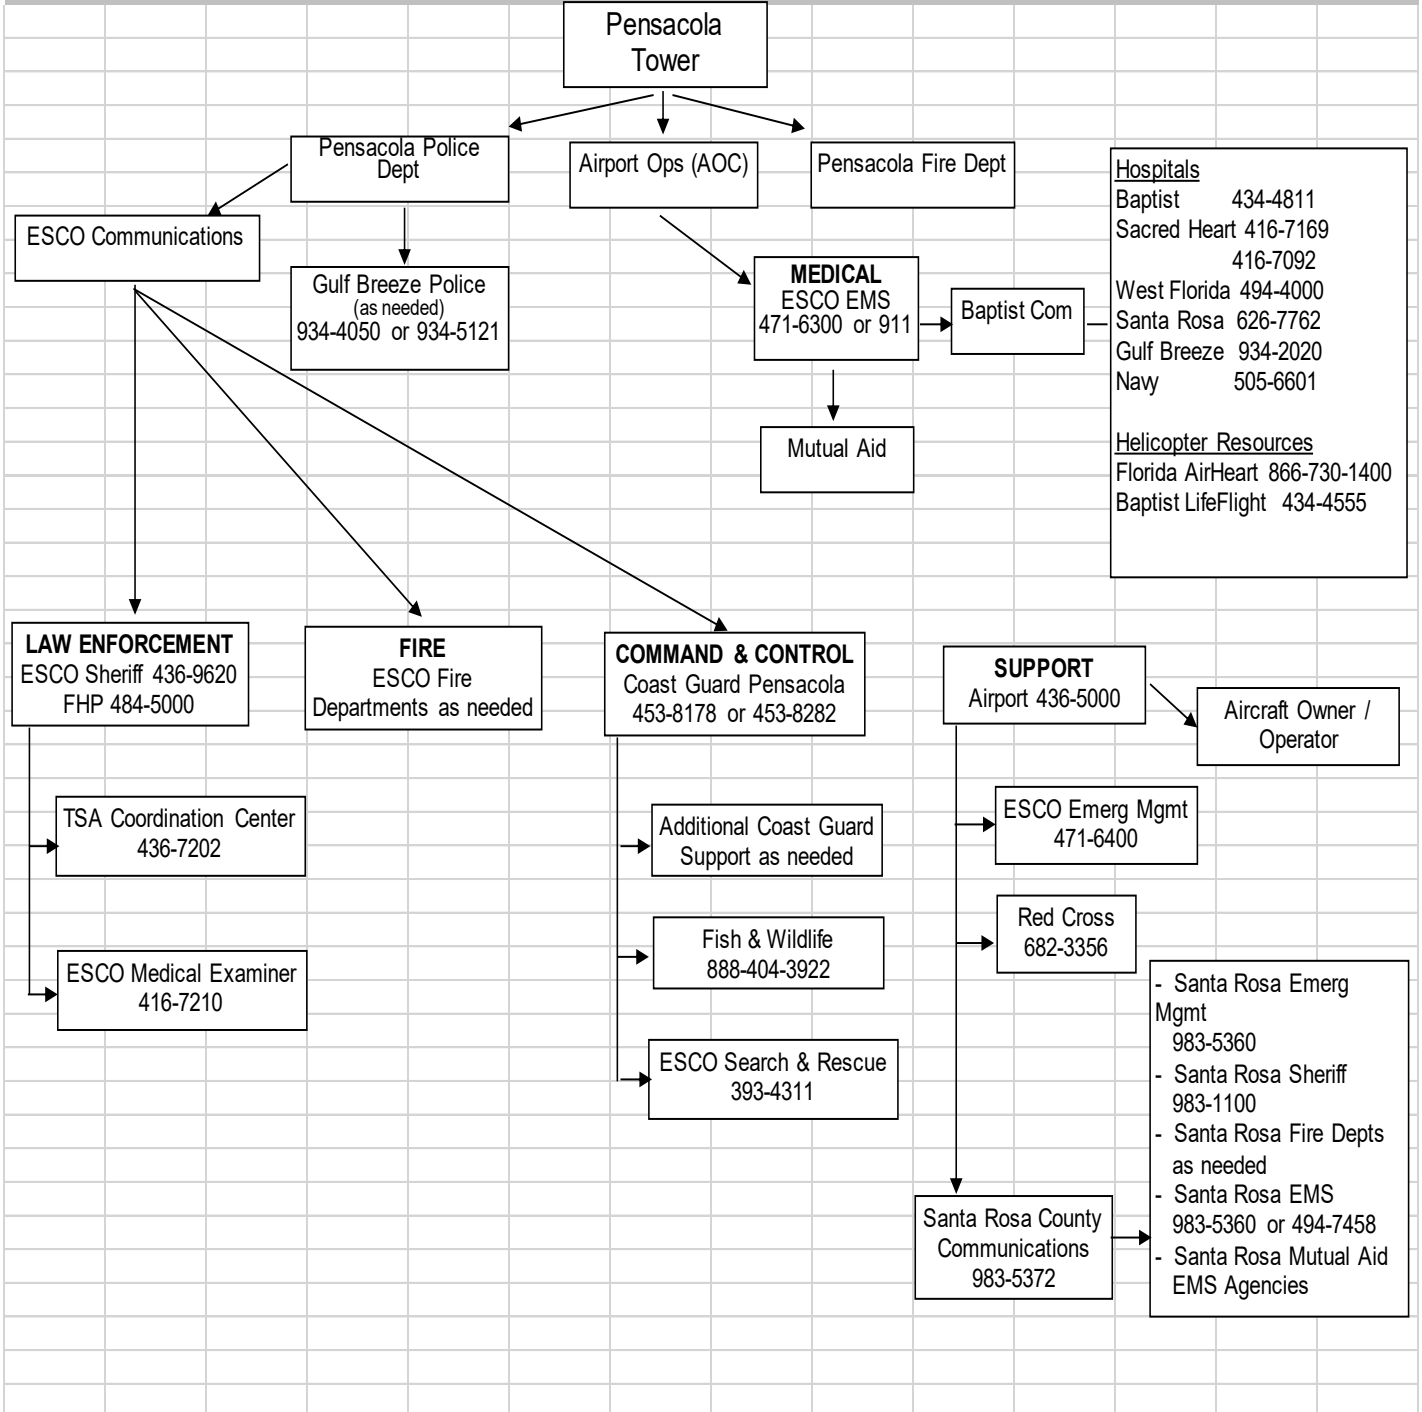 Pensacola
Tower
Pensacola Police
Dept
Airport Ops (AOC)
Pensacola Fire Dept
ESCO Communications
Gulf Breeze Police
(as needed)
934-4050 or 934-5121
MEDICAL
ESCO EMS
471-6300 or 911
Baptist Com
Mutual Aid
Hospitals
Baptist 434-4811
Sacred Heart 416-7169
416-7092
West Florida 494-4000
Santa Rosa 626-7762
Gulf Breeze 934-2020
Navy 505-6601
Helicopter Resources
Florida AirHeart 866-730-1400
Baptist LifeFlight 434-4555
LAW ENFORCEMENT
ESCO Sheriff 436-9620
FHP 484-5000
FIRE
ESCO Fire
Departments as needed
COMMAND & CONTROL
Coast Guard Pensacola
453-8178 or 453-8282
SUPPORT
Airport 436-5000
Aircraft Owner /
Operator
TSA Coordination Center
436-7202
ESCO Medical Examiner
416-7210
Additional Coast Guard
Support as needed
Fish & Wildlife
888-404-3922
ESCO Search & Rescue
393-4311
ESCO Emerg Mgmt
471-6400
Red Cross
682-3356
Santa Rosa County
Communications
983-5372
- Santa Rosa Emerg
Mgmt
983-5360
- Santa Rosa Sheriff
983-1100
- Santa Rosa Fire Depts
as needed
- Santa Rosa EMS
983-5360 or 494-7458
- Santa Rosa Mutual Aid
EMS Agencies